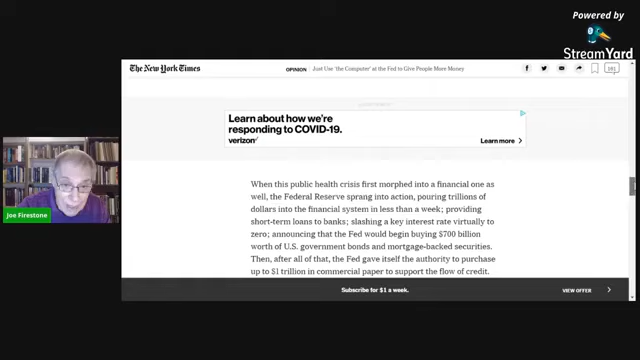 Powered by
StreamYard
The New York Times
OPINION | Just Use 'the Computer' at the Fed to Give People More Money
181
Learn about how we're
responding to COVID-19.
verizon✓
Learn more >
When this public health crisis first morphed into a financial one as
well, the Federal Reserve sprang into action, pouring trillions of
dollars into the financial system in less than a week; providing
short-term loans to banks; slashing a key interest rate virtually to
zero; announcing that the Fed would begin buying $700 billion
worth of U.S. government bonds and mortgage-backed securities.
Then, after all of that, the Fed gave itself the authority to purchase
up to $1 trillion in commercial paper to support the flow of credit.
Subscribe for $1 a week.
VIEW OFFER >
Joe Firestone